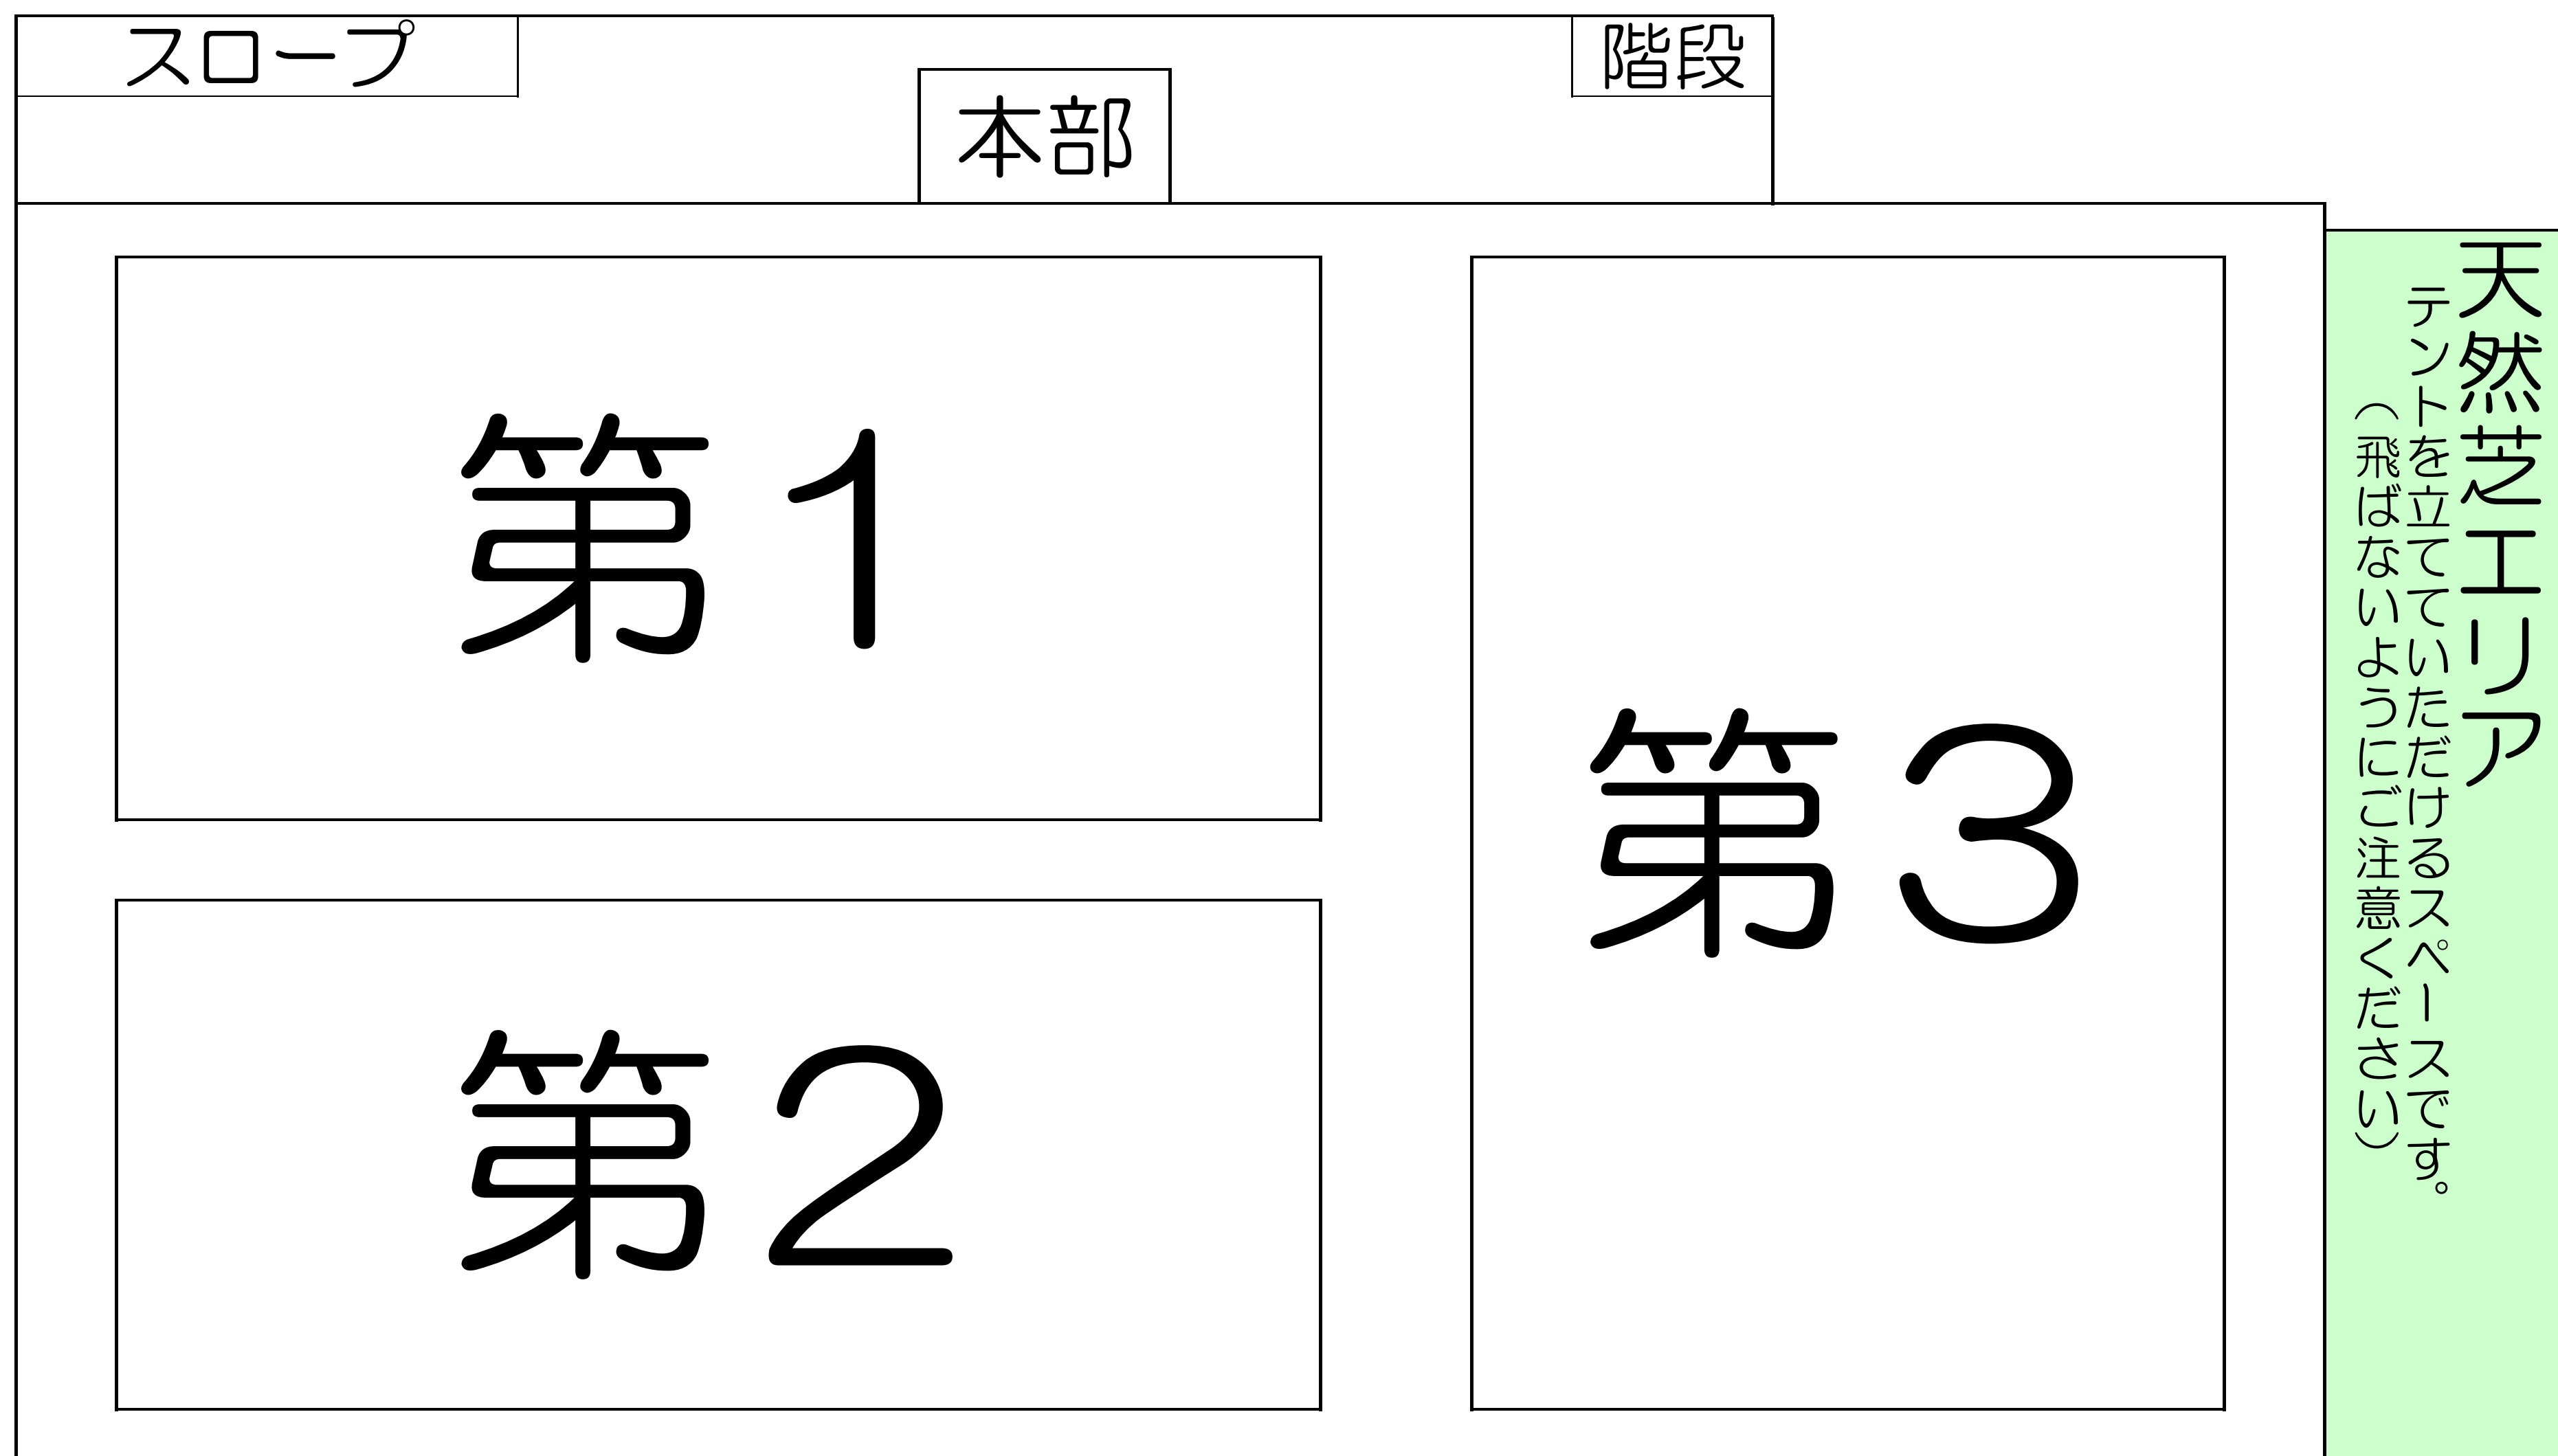 スロープ
階段
本部
第１
第２
第３
天然芝エリア
テントを立てていただけるスペースです。
（飛ばないようにご注意ください）